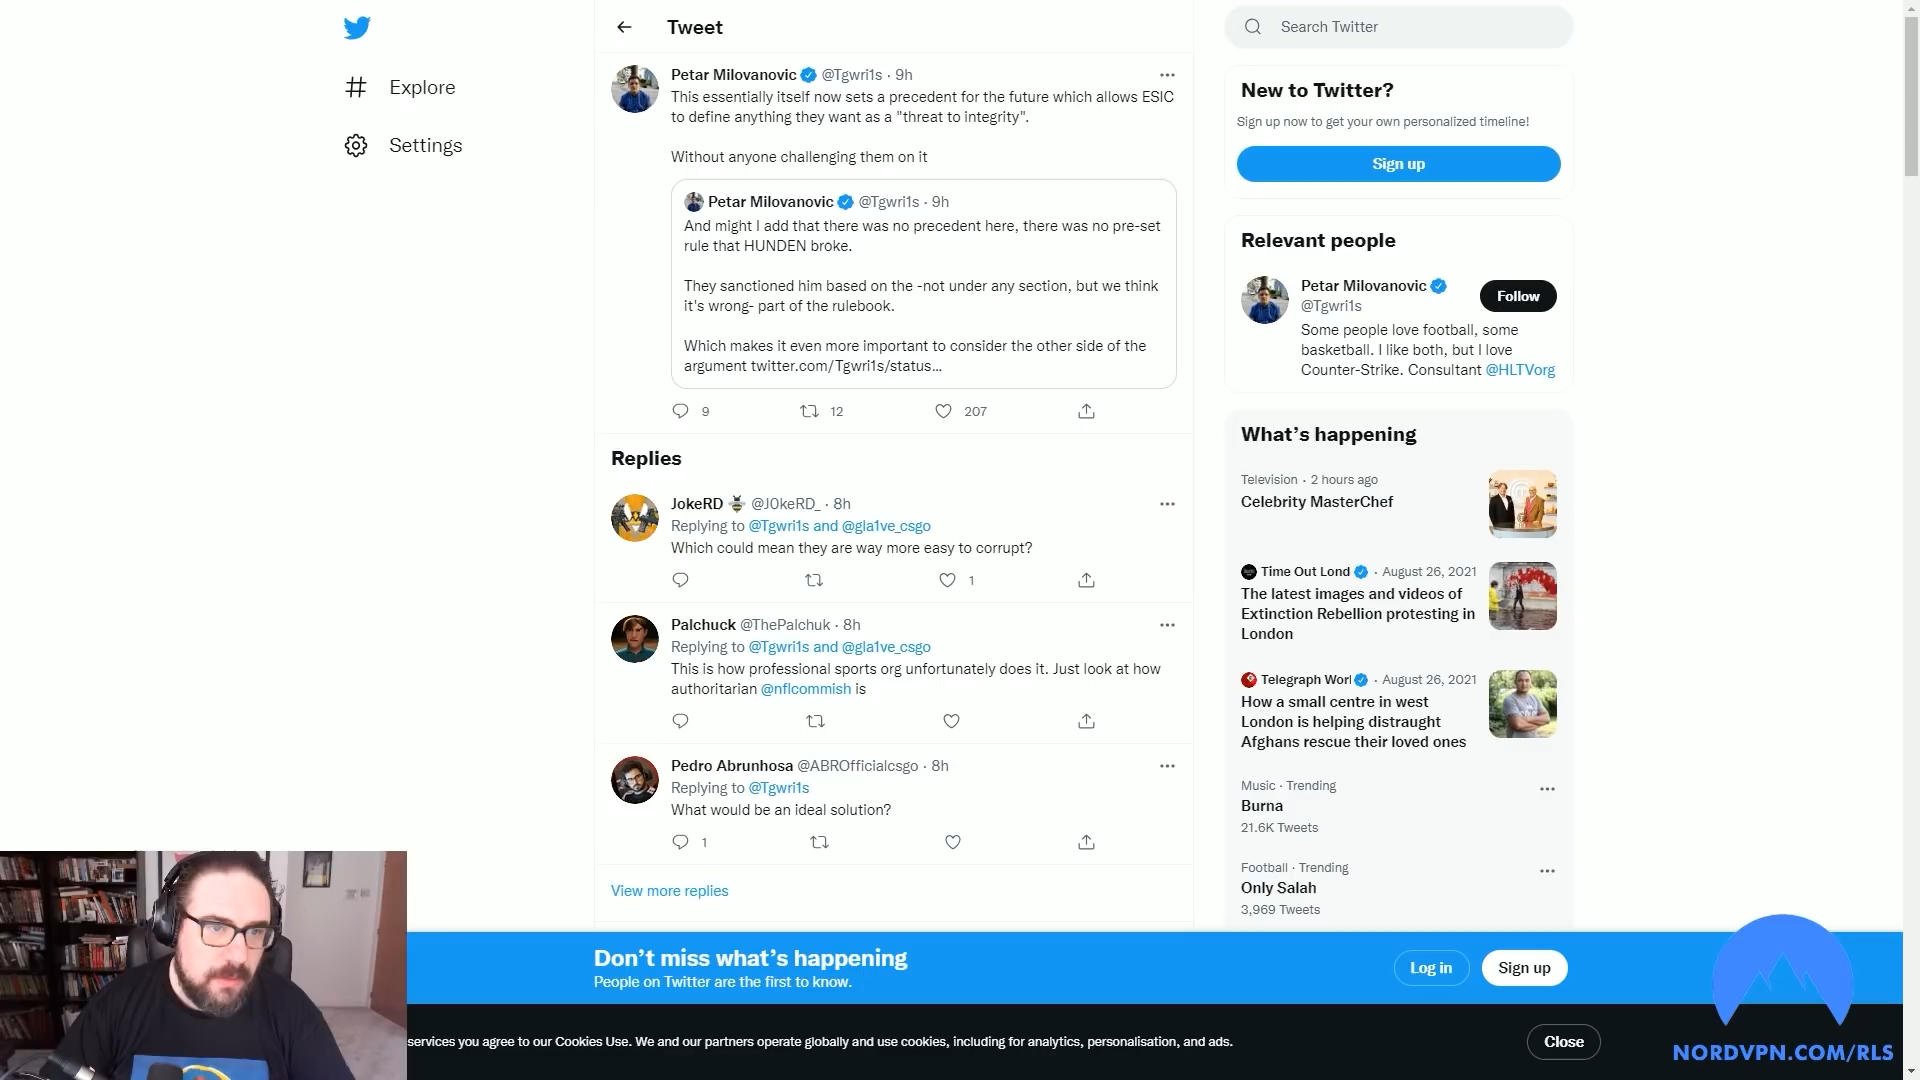 Explore
Settings
Tweet
Petar Milovanovic @Tgwri1s · 9h
This essentially itself now sets a precedent for the future which allows ESIC
to define anything they want as a "threat to integrity".
Without anyone challenging them on it
Petar Milovanovic @Tgwri1s · 9h
And might I add that there was no precedent here, there was no pre-set
rule that HUNDEN broke.
They sanctioned him based on the -not under any section, but we think
it's wrong- part of the rulebook.
Which makes it even more important to consider the other side of the
argument twitter.com/Tgwri1s/status…
9 12 207
Replies
JokeRD @J0keRD_ · 8h
Replying to @Tgwri1s and @gla1ve_csgo
Which could mean they are way more easy to corrupt?
1
Palchuck @ThePalchuk · 8h
Replying to @Tgwri1s and @gla1ve_csgo
This is how professional sports org unfortunately does it. Just look at how
authoritarian @nflcommish is
Pedro Abrunhosa @ABROfficialcsgo · 8h
Replying to @Tgwri1s
What would be an ideal solution?
1
View more replies
Search Twitter
New to Twitter?
Sign up now to get your own personalized timeline!
Sign up
Relevant people
Petar Milovanovic
@Tgwri1s
Follow
Some people love football, some
basketball. I like both, but I love
Counter-Strike. Consultant @HLTVorg
What's happening
Television · 2 hours ago
Celebrity MasterChef
Time Out Lond · August 26, 2021
The latest images and videos of
Extinction Rebellion protesting in
London
Telegraph Worl · August 26, 2021
How a small centre in west
London is helping distraught
Afghans rescue their loved ones
Music · Trending
Burna
21.6K Tweets
Football · Trending
Only Salah
3,969 Tweets
Don't miss what's happening
People on Twitter are the first to know.
Log in
Sign up
services you agree to our Cookies Use. We and our partners operate globally and use cookies, including for analytics, personalisation, and ads.
Close
NORDVPN.COM/RLS